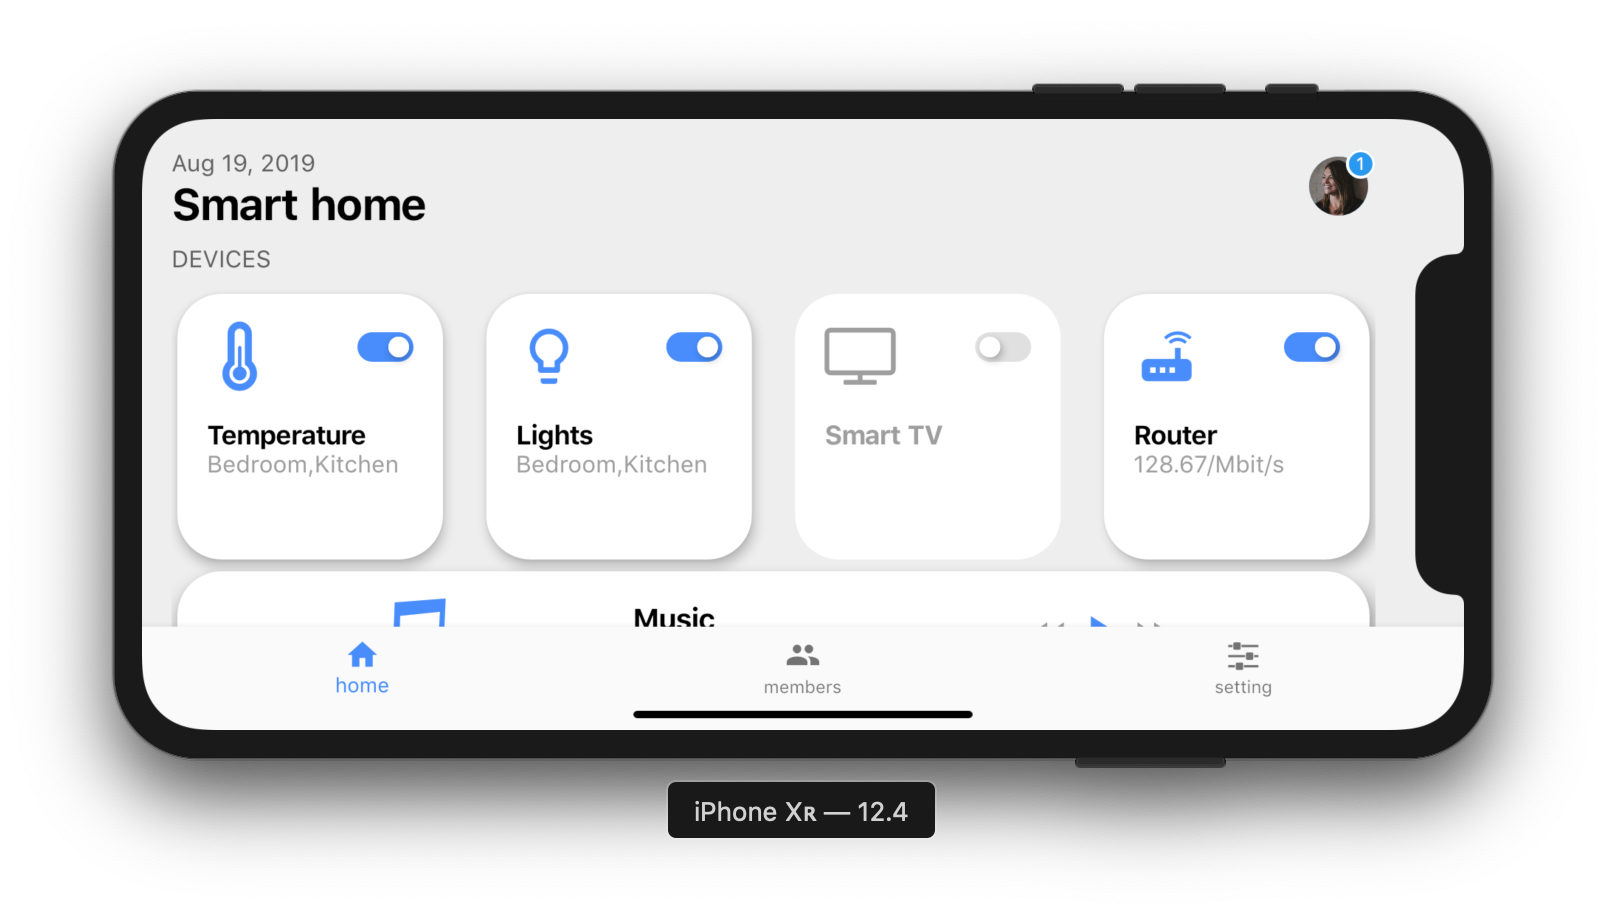 Aug 19, 2019
1
Smart home
DEVICES
Temperature
Bedroom,Kitchen
Lights
Bedroom,Kitchen
Smart TV
Router
128.67/Mbit/s
Music
home
members
setting
iPhone Xʀ — 12.4